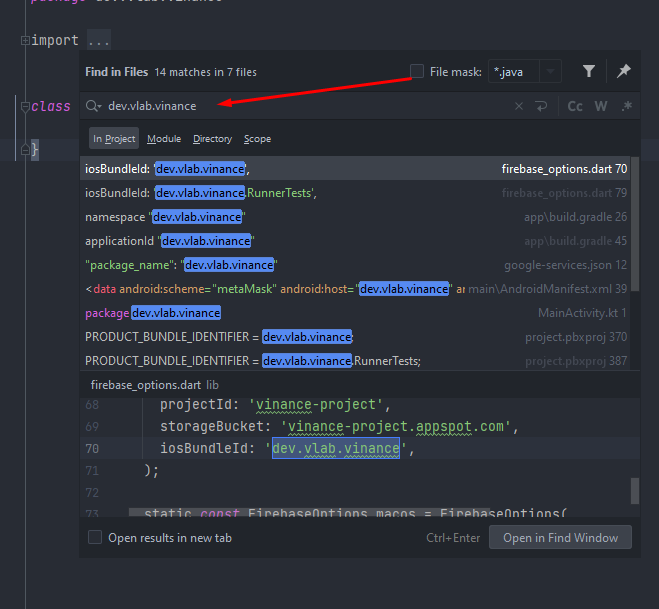 import ...
Find in Files 14 matches in 7 files File mask: *.java
class dev.vlab.vinance Cc W .*
In Project Module Directory Scope
}
iosBundleId: 'dev.vlab.vinance', firebase_options.dart 70
iosBundleId: 'dev.vlab.vinance.RunnerTests', firebase_options.dart 79
namespace "dev.vlab.vinance" app\build.gradle 26
applicationId "dev.vlab.vinance" app\build.gradle 45
"package_name": "dev.vlab.vinance" google-services.json 12
<data android:scheme="metaMask" android:host="dev.vlab.vinance" ar main\AndroidManifest.xml 39
package dev.vlab.vinance MainActivity.kt 1
PRODUCT_BUNDLE_IDENTIFIER = dev.vlab.vinance; project.pbxproj 370
PRODUCT_BUNDLE_IDENTIFIER = dev.vlab.vinance.RunnerTests; project.pbxproj 387
firebase_options.dart lib
68 projectId: 'vinance-project',
69 storageBucket: 'vinance-project.appspot.com',
70 iosBundleId: 'dev.vlab.vinance',
71 );
72
73 static const FirebaseOptions macos = FirebaseOptions(
Open results in new tab Ctrl+Enter Open in Find Window